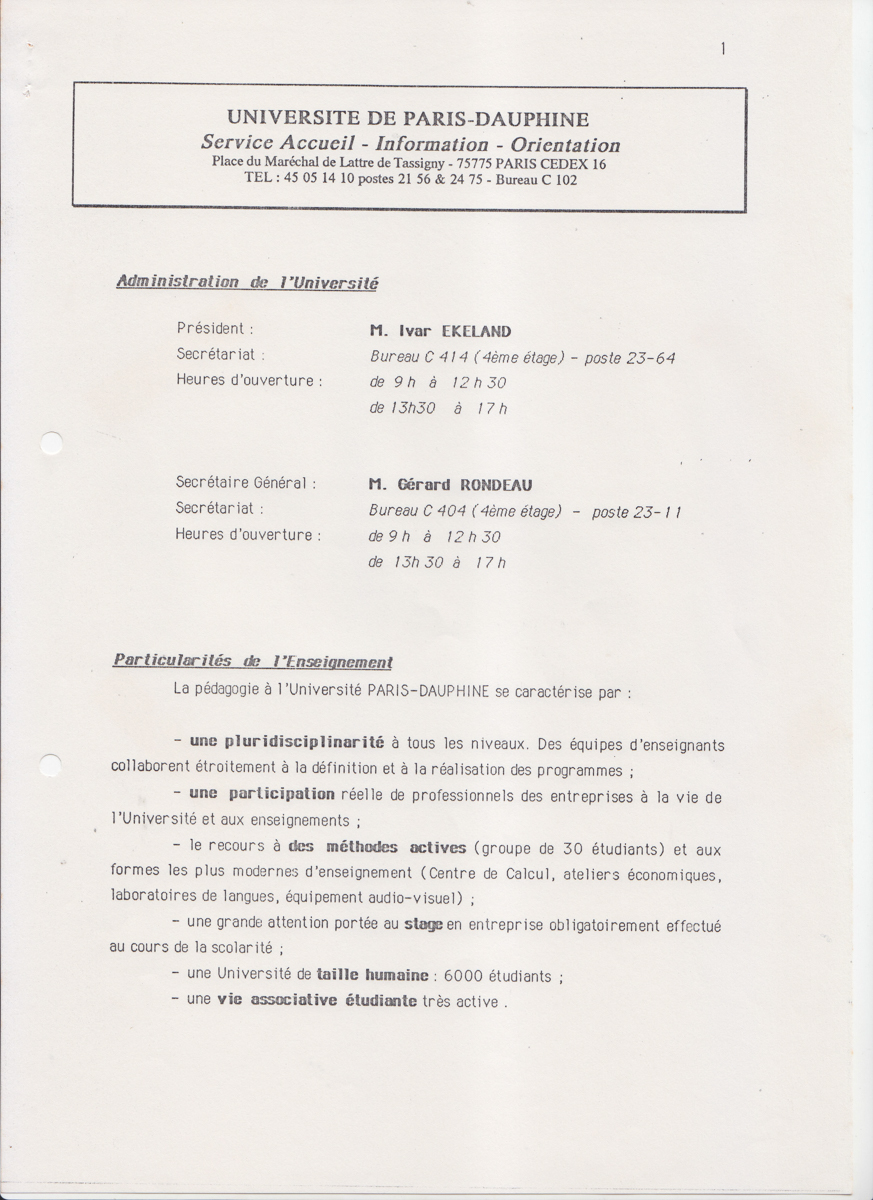 1
UNIVERSITE DE PARIS-DAUPHINE
Service Accueil - Information - Orientation
Place du Maréchal de Lattre de Tassigny - 75775 PARIS CEDEX 16
TEL : 45 05 14 10 postes 21 56 & 24 75 - Bureau C 102
Administration de l'Université
Président : M. Ivar EKELAND
Secrétariat : Bureau C 414 (4ème étage) - poste 23-64
Heures d'ouverture : de 9 h à 12 h 30
de 13h30 à 17 h
Secrétaire Général : M. Gérard RONDEAU
Secrétariat : Bureau C 404 (4ème étage) - poste 23-11
Heures d'ouverture : de 9 h à 12 h 30
de 13h 30 à 17 h
Particularités de l'Enseignement
La pédagogie à l'Université PARIS-DAUPHINE se caractérise par :
- une pluridisciplinarité à tous les niveaux. Des équipes d'enseignants
collaborent étroitement à la définition et à la réalisation des programmes ;
- une participation réelle de professionnels des entreprises à la vie de
l'Université et aux enseignements ;
- le recours à des méthodes actives (groupe de 30 étudiants) et aux
formes les plus modernes d'enseignement (Centre de Calcul, ateliers économiques,
laboratoires de langues, équipement audio-visuel) ;
- une grande attention portée au stage en entreprise obligatoirement effectué
au cours de la scolarité ;
- une Université de taille humaine : 6000 étudiants ;
- une vie associative étudiante très active .